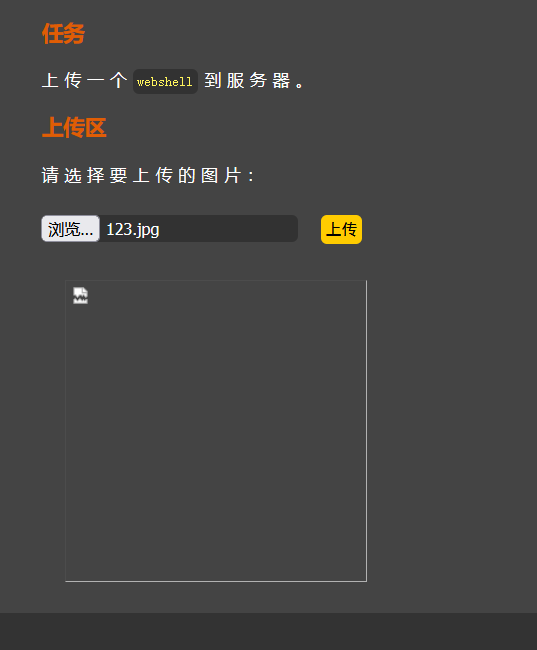 任务
上传一个 webshell 到服务器。
上传区
请选择要上传的图片：
浏览... 123.jpg 上传